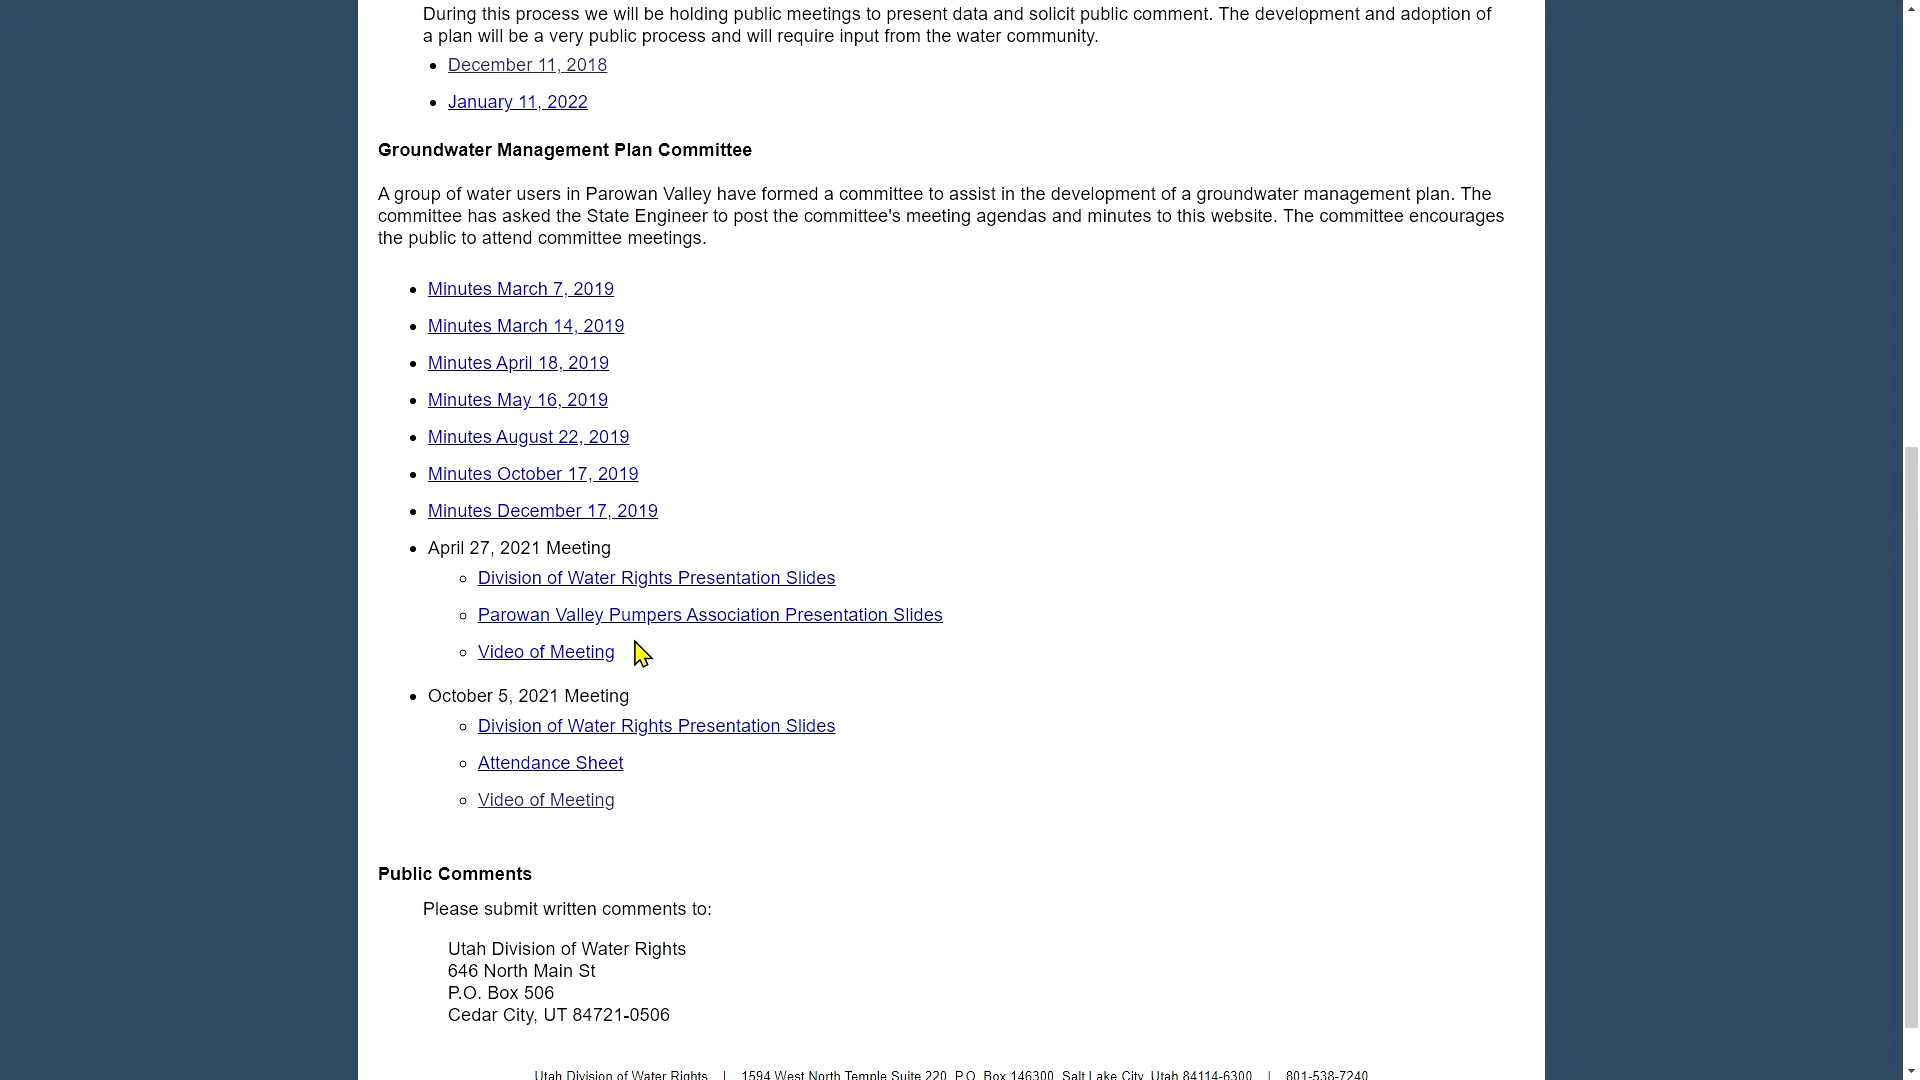 During this process we will be holding public meetings to present data and solicit public comment. The development and adoption of
a plan will be a very public process and will require input from the water community.
December 11, 2018
January 11, 2022
Groundwater Management Plan Committee
A group of water users in Parowan Valley have formed a committee to assist in the development of a groundwater management plan. The
committee has asked the State Engineer to post the committee's meeting agendas and minutes to this website. The committee encourages
the public to attend committee meetings.
Minutes March 7, 2019
Minutes March 14, 2019
Minutes April 18, 2019
Minutes May 16, 2019
Minutes August 22, 2019
Minutes October 17, 2019
Minutes December 17, 2019
April 27, 2021 Meeting
Division of Water Rights Presentation Slides
Parowan Valley Pumpers Association Presentation Slides
Video of Meeting
October 5, 2021 Meeting
Division of Water Rights Presentation Slides
Attendance Sheet
Video of Meeting
Public Comments
Please submit written comments to:
Utah Division of Water Rights
646 North Main St
P.O. Box 506
Cedar City, UT 84721-0506
Utah Division of Water Rights | 1594 West North Temple Suite 220, P.O. Box 146300, Salt Lake City, Utah 84114-6300 | 801-538-7240